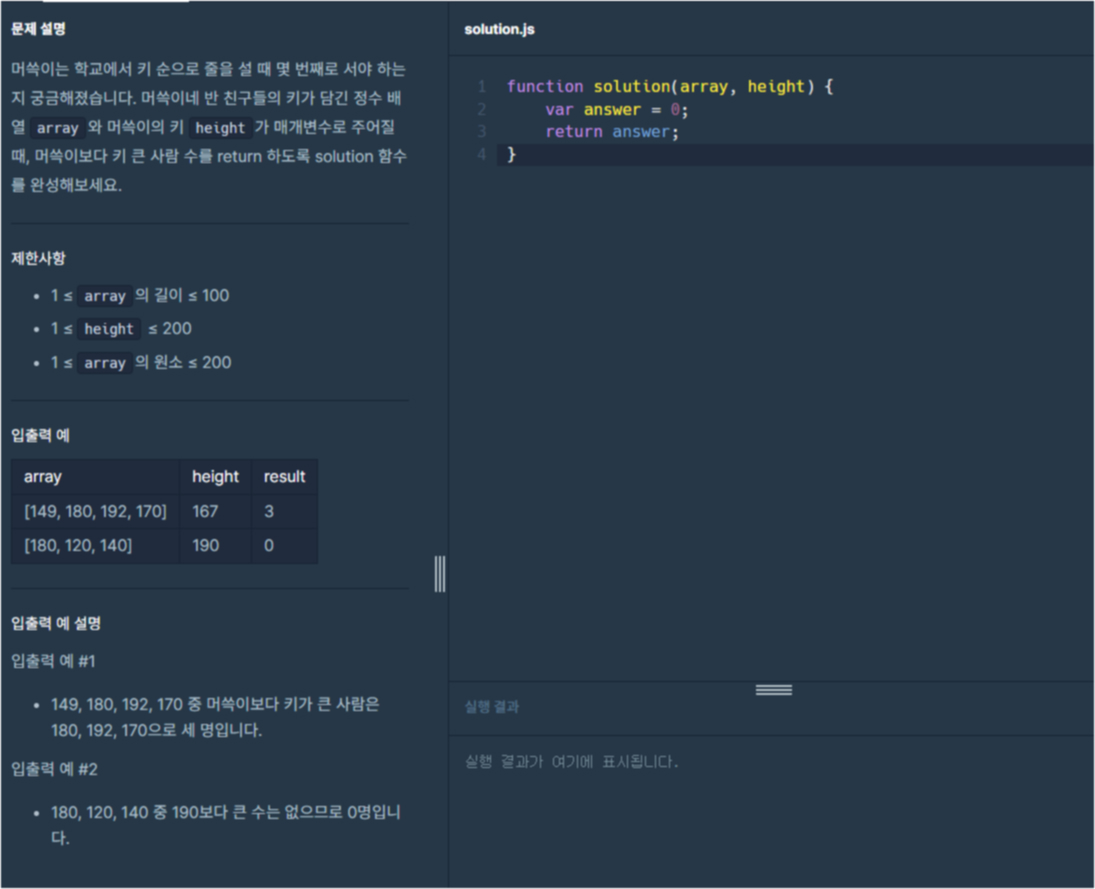 문제 설명
머쓱이는 학교에서 키 순으로 줄을 설 때 몇 번째로 서야 하는
지 궁금해졌습니다. 머쓱이네 반 친구들의 키가 담긴 정수 배
열 array 와 머쓱이의 키 height 가 매개변수로 주어질
때, 머쓱이보다 키 큰 사람 수를 return 하도록 solution 함수
를 완성해보세요.
제한사항
• 1 ≤ array 의 길이 ≤ 100
• 1 ≤ height ≤ 200
• 1 ≤ array 의 원소 ≤ 200
입출력 예
array height result
[149, 180, 192, 170] 167 3
[180, 120, 140] 190 0
입출력 예 설명
입출력 예 #1
• 149, 180, 192, 170 중 머쓱이보다 키가 큰 사람은
180, 192, 170으로 세 명입니다.
입출력 예 #2
• 180, 120, 140 중 190보다 큰 수는 없으므로 0명입니
다.
solution.js
1 function solution(array, height) {
2     var answer = 0;
3     return answer;
4 }
실행 결과
실행 결과가 여기에 표시됩니다.